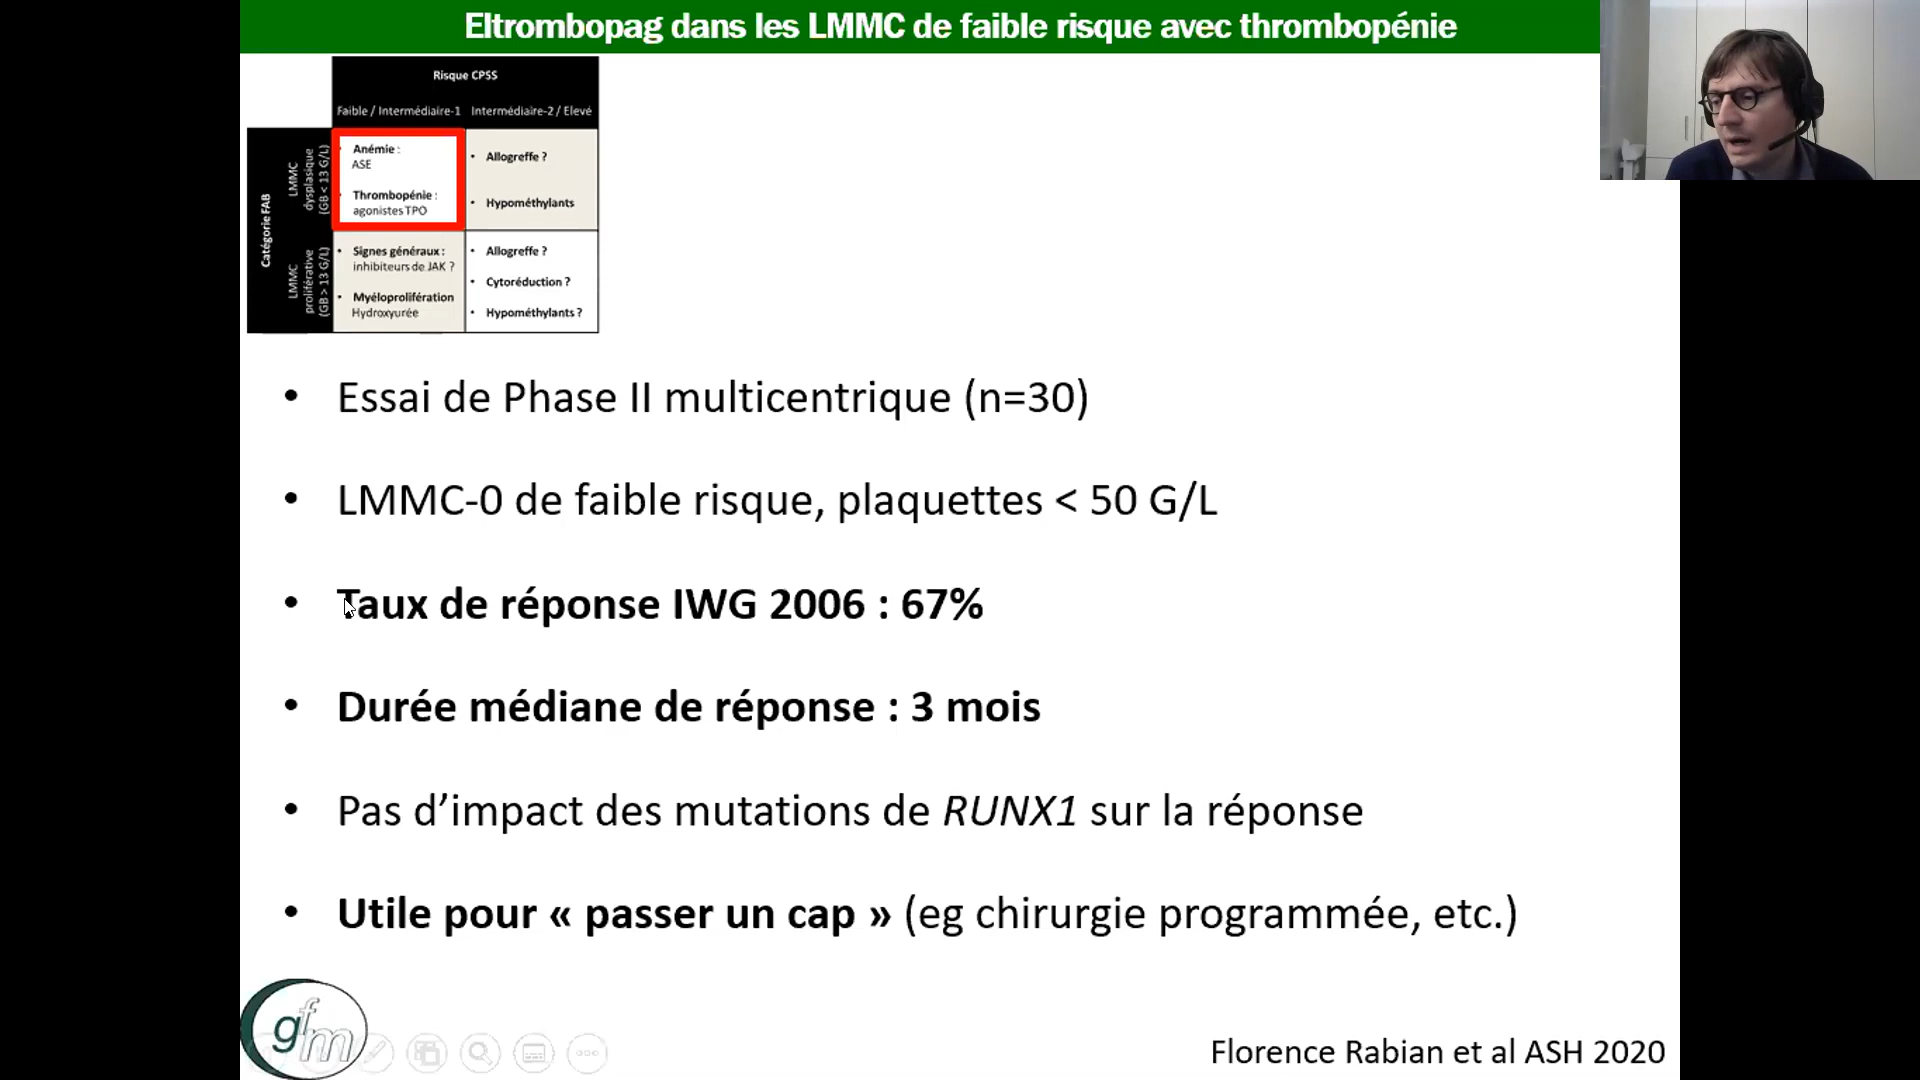 Eltrombopag dans les LMMC de faible risque avec thrombopénie
Risque CPSS
Faible / Intermédiaire-1
Intermédiaire-2 / Elevé
Catégorie FAB
LMMC
dysplasique
(GB < 13 G/L)
• Anémie :
ASE
• Thrombopénie :
agonistes TPO
• Allogreffe ?
• Hypométhylants
LMMC
proliférative
(GB > 13 G/L)
• Signes généraux :
inhibiteurs de JAK ?
• Myéloprolifération
Hydroxyurée
• Allogreffe ?
• Cytoréduction ?
• Hypométhylants ?
• Essai de Phase II multicentrique (n=30)
• LMMC-0 de faible risque, plaquettes < 50 G/L
• Taux de réponse IWG 2006 : 67%
• Durée médiane de réponse : 3 mois
• Pas d’impact des mutations de RUNX1 sur la réponse
• Utile pour « passer un cap » (eg chirurgie programmée, etc.)
gfm
Florence Rabian et al ASH 2020